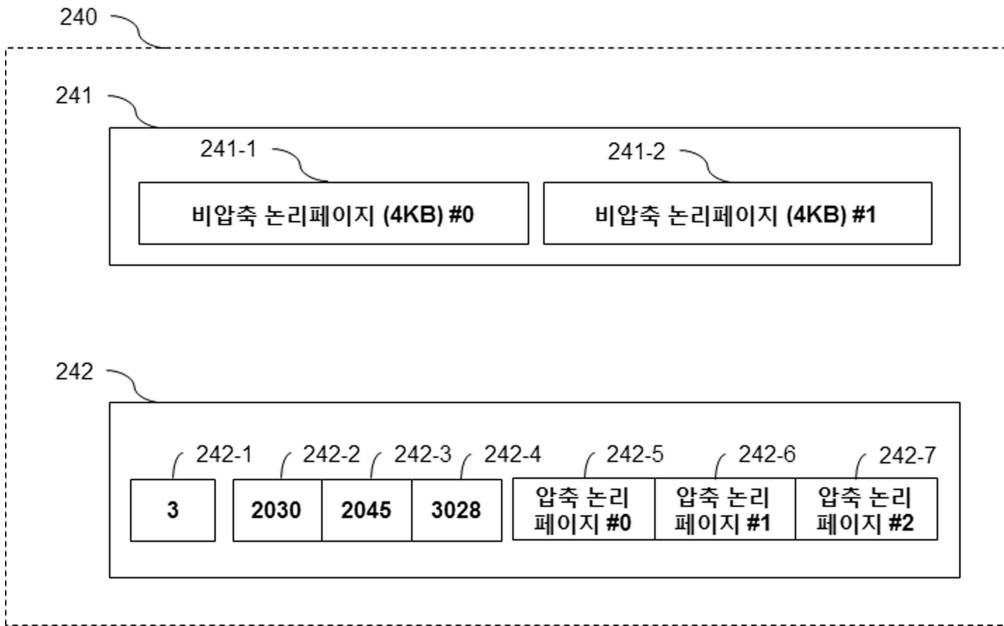 240
241
241-1
241-2
비압축 논리페이지 (4KB) #0
비압축 논리페이지 (4KB) #1
242
242-1
242-2
242-3
242-4
242-5
242-6
242-7
3
2030
2045
3028
압축 논리
페이지 #0
압축 논리
페이지 #1
압축 논리
페이지 #2